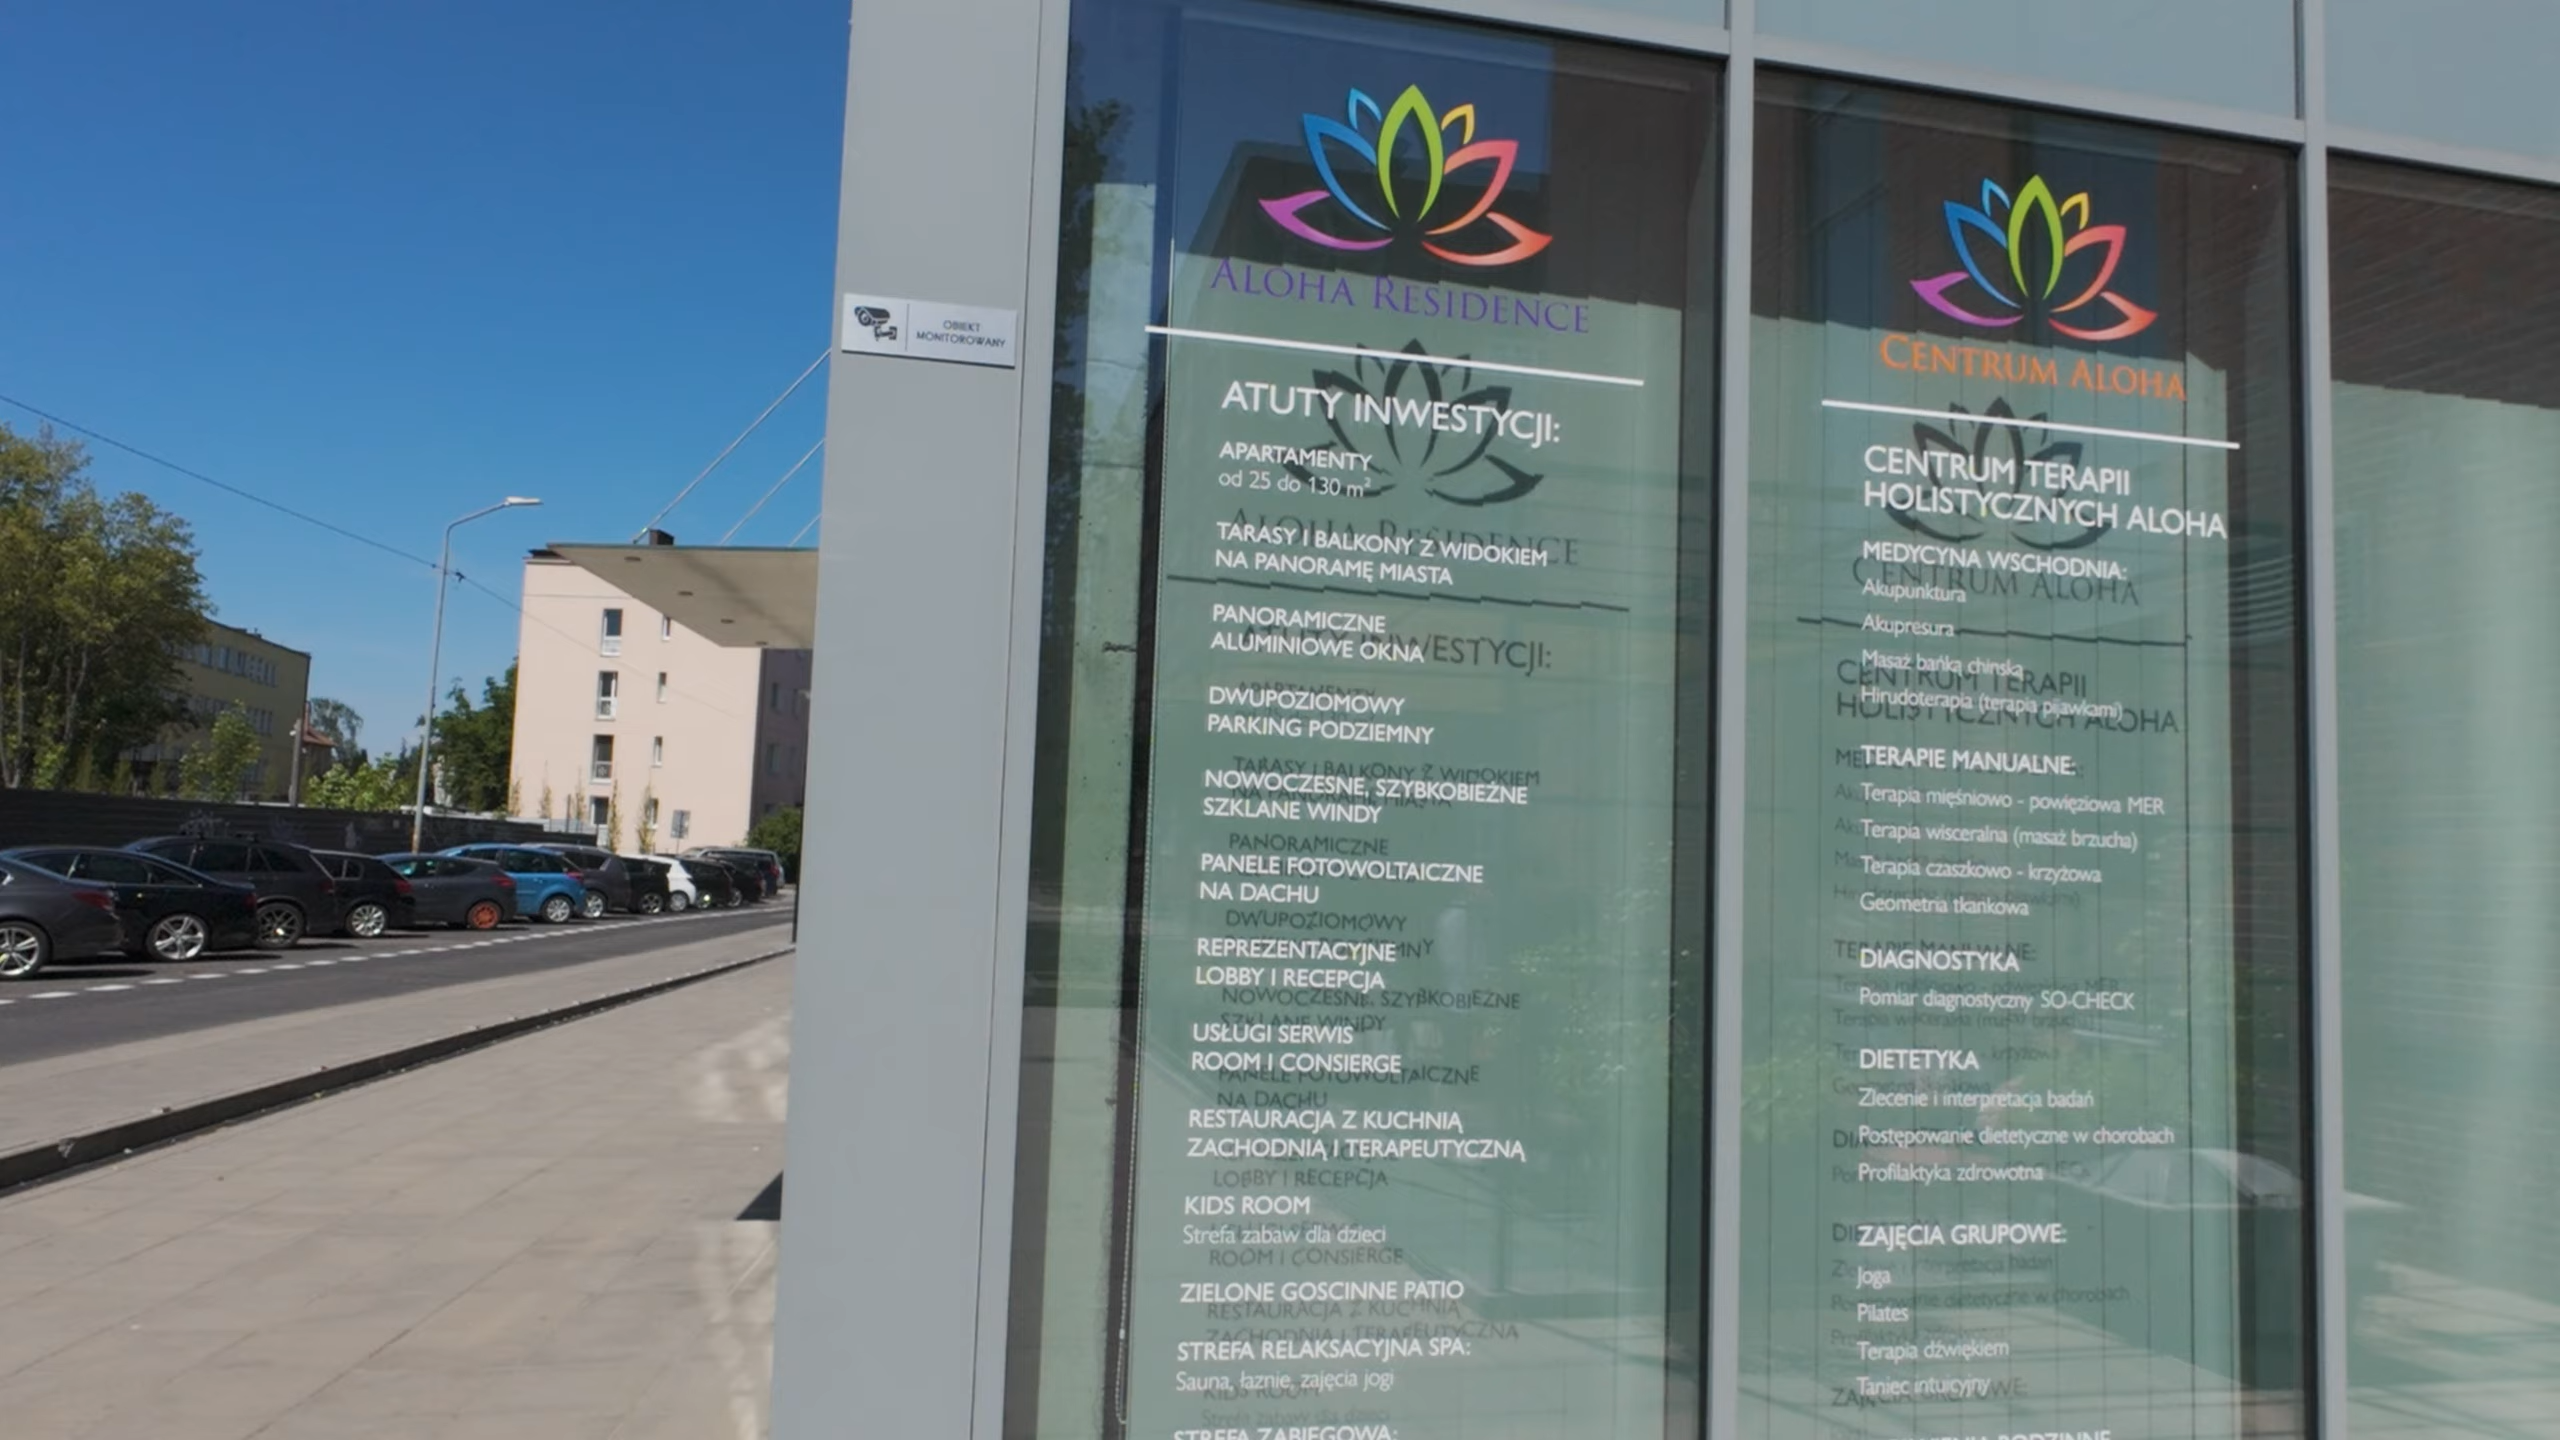 OBIEKT
MONITOROWANY
ALOHA RESIDENCE
ATUTY INWESTYCJI:
APARTAMENTY
od 25 do 130 m²
TARASY I BALKONY Z WIDOKIEM
NA PANORAMĘ MIASTA
PANORAMICZNE
ALUMINIOWE OKNA
DWUPOZIOMOWY
PARKING PODZIEMNY
NOWOCZESNE, SZYBKOBIEŻNE
SZKLANE WINDY
PANELE FOTOWOLTAICZNE
NA DACHU
REPREZENTACYJNE
LOBBY I RECEPCJA
USŁUGI SERWIS
ROOM I CONSIERGE
RESTAURACJA Z KUCHNIĄ
ZACHODNIĄ I TERAPEUTYCZNĄ
KIDS ROOM
Strefa zabaw dla dzieci
ZIELONE GOSCINNE PATIO
STREFA RELAKSACYJNA SPA:
Sauna, łaznie, zajęcia jogi
STREFA ZABIEGOWA:
CENTRUM ALOHA
CENTRUM TERAPII
HOLISTYCZNYCH ALOHA
MEDYCYNA WSCHODNIA:
Akupunktura
Akupresura
Masaż bańką chinską
Hirudoterapia (terapia pijawkami)
TERAPIE MANUALNE:
Terapia mięśniowo - powięziowa MER
Terapia wisceralna (masaż brzucha)
Terapia czaszkowo - krzyżowa
Geometria tkankowa
DIAGNOSTYKA
Pomiar diagnostyczny SO-CHECK
DIETETYKA
Zlecenie i interpretacja badań
Postępowanie dietetyczne w chorobach
Profilaktyka zdrowotna
ZAJĘCIA GRUPOWE:
Joga
Pilates
Terapia dźwiękiem
Taniec intuicyjny